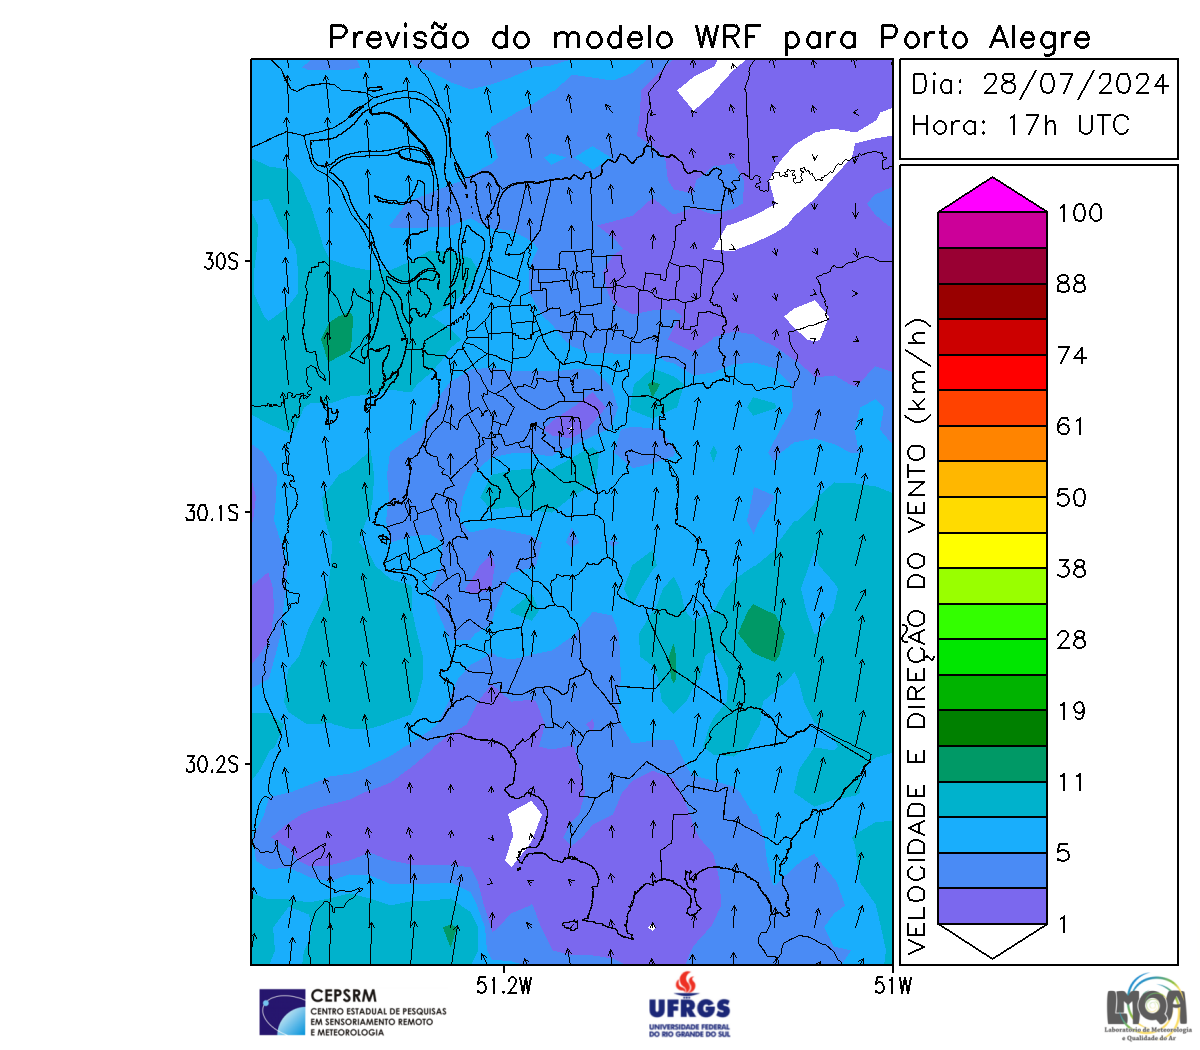 Previsão do modelo WRF para Porto Alegre
Dia: 28/07/2024
Hora: 17h UTC
100
88
74
61
50
38
28
19
11
5
1
VELOCIDADE E DIREÇÃO DO VENTO (km/h)
30S
30.1S
30.2S
51.2W
51W
CEPSRM
CENTRO ESTADUAL DE PESQUISAS
EM SENSORIAMENTO REMOTO
E METEOROLOGIA
UFRGS
UNIVERSIDADE FEDERAL
DO RIO GRANDE DO SUL
LMQA
Laboratório de Meteorologia
e Qualidade do Ar